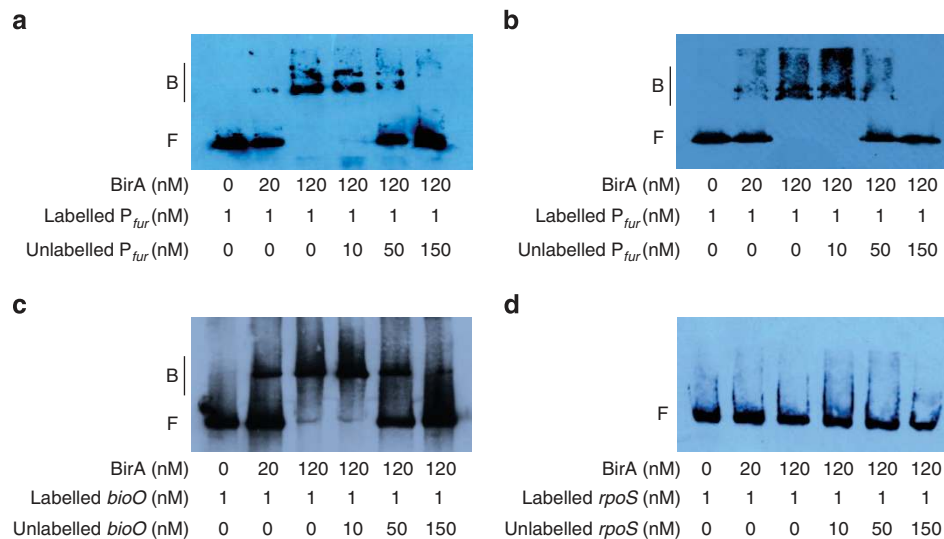 a
B
F
BirA (nM) 0 20 120 120 120 120
Labelled Pfur (nM) 1 1 1 1 1 1
Unlabelled Pfur (nM) 0 0 0 10 50 150
b
B
F
BirA (nM) 0 20 120 120 120 120
Labelled Pfur (nM) 1 1 1 1 1 1
Unlabelled Pfur (nM) 0 0 0 10 50 150
c
B
F
BirA (nM) 0 20 120 120 120 120
Labelled bioO (nM) 1 1 1 1 1 1
Unlabelled bioO (nM) 0 0 0 10 50 150
d
F
BirA (nM) 0 20 120 120 120 120
Labelled rpoS (nM) 1 1 1 1 1 1
Unlabelled rpoS (nM) 0 0 0 10 50 150